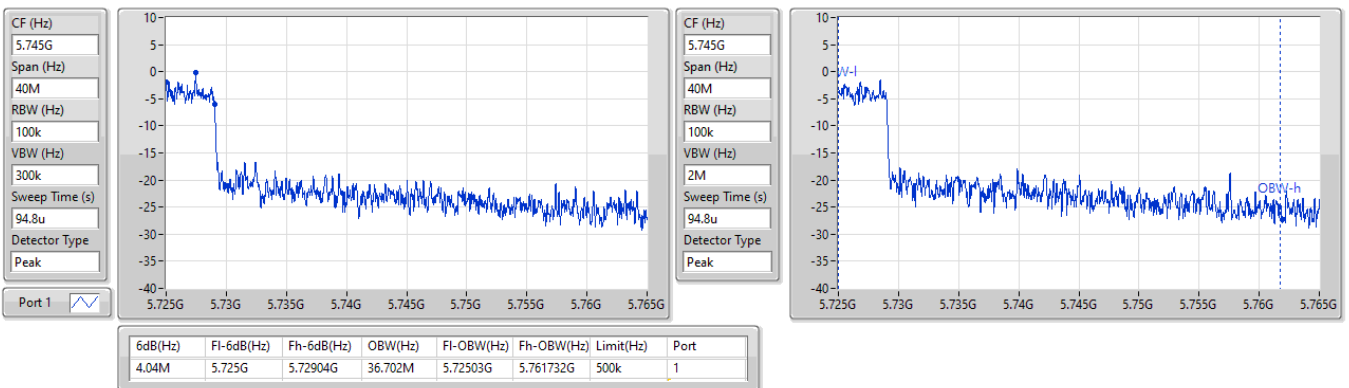 CF (Hz)
5.745G
Span (Hz)
40M
RBW (Hz)
100k
VBW (Hz)
300k
Sweep Time (s)
94.8u
Detector Type
Peak
Port 1
10
5
0
-5
-10
-15
-20
-25
-30
-35
-40
5.725G 5.73G 5.735G 5.74G 5.745G 5.75G 5.755G 5.76G 5.765G
CF (Hz)
5.745G
Span (Hz)
40M
RBW (Hz)
100k
VBW (Hz)
2M
Sweep Time (s)
94.8u
Detector Type
Peak
10
5
0
-5
-10
-15
-20
-25
-30
-35
-40
W-l
OBW-h
5.725G 5.73G 5.735G 5.74G 5.745G 5.75G 5.755G 5.76G 5.765G
6dB(Hz) Fl-6dB(Hz) Fh-6dB(Hz) OBW(Hz) Fl-OBW(Hz) Fh-OBW(Hz) Limit(Hz) Port
4.04M 5.725G 5.72904G 36.702M 5.72503G 5.761732G 500k 1